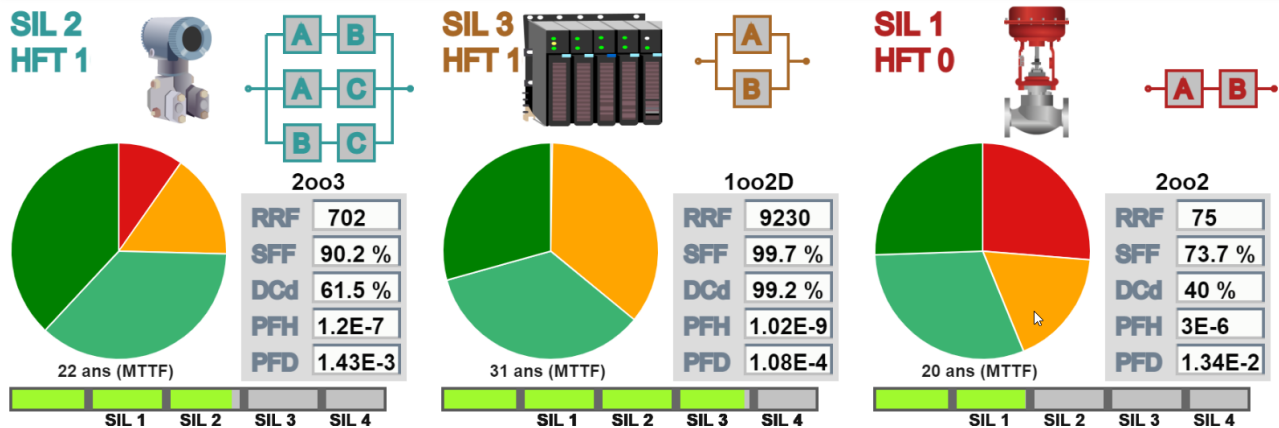 SIL 2
HFT 1
A B
A C
B C
2oo3
RRF 702
SFF 90.2 %
DCd 61.5 %
PFH 1.2E-7
PFD 1.43E-3
22 ans (MTTF)
SIL 1 SIL 2 SIL 3 SIL 4
SIL 3
HFT 1
A
B
1oo2D
RRF 9230
SFF 99.7 %
DCd 99.2 %
PFH 1.02E-9
PFD 1.08E-4
31 ans (MTTF)
SIL 1 SIL 2 SIL 3 SIL 4
SIL 1
HFT 0
A B
2oo2
RRF 75
SFF 73.7 %
DCd 40 %
PFH 3E-6
PFD 1.34E-2
20 ans (MTTF)
SIL 1 SIL 2 SIL 3 SIL 4